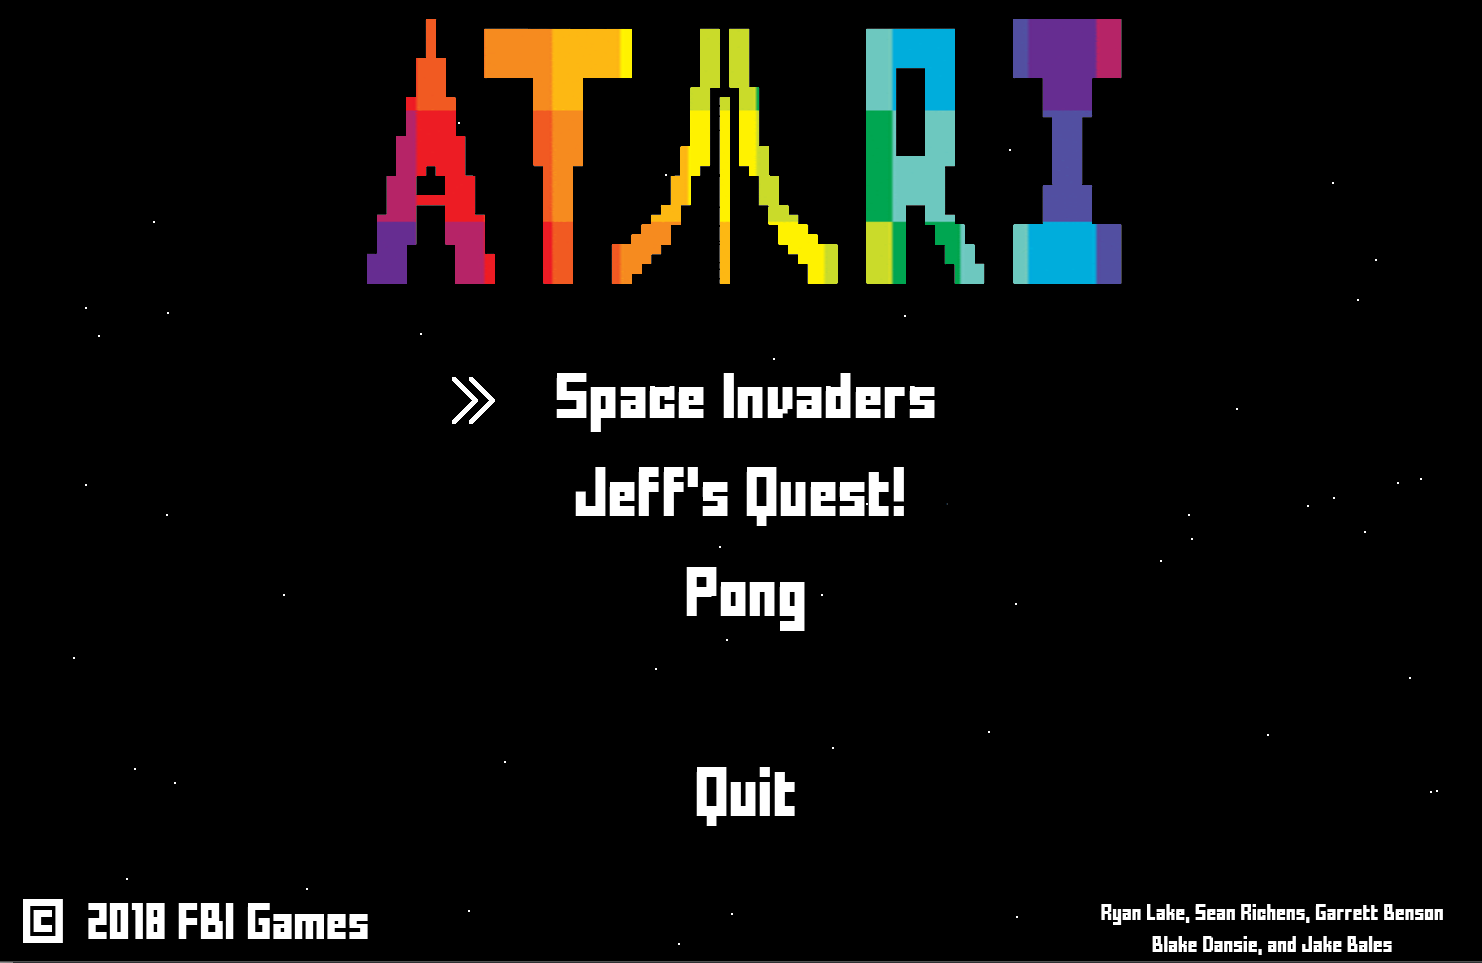 ATARI
Space Invaders
Jeff's Quest!
Pong
Quit
© 2018 FBI Games
Ryan Lake, Sean Richens, Garrett Benson
Blake Dansie, and Jake Bales